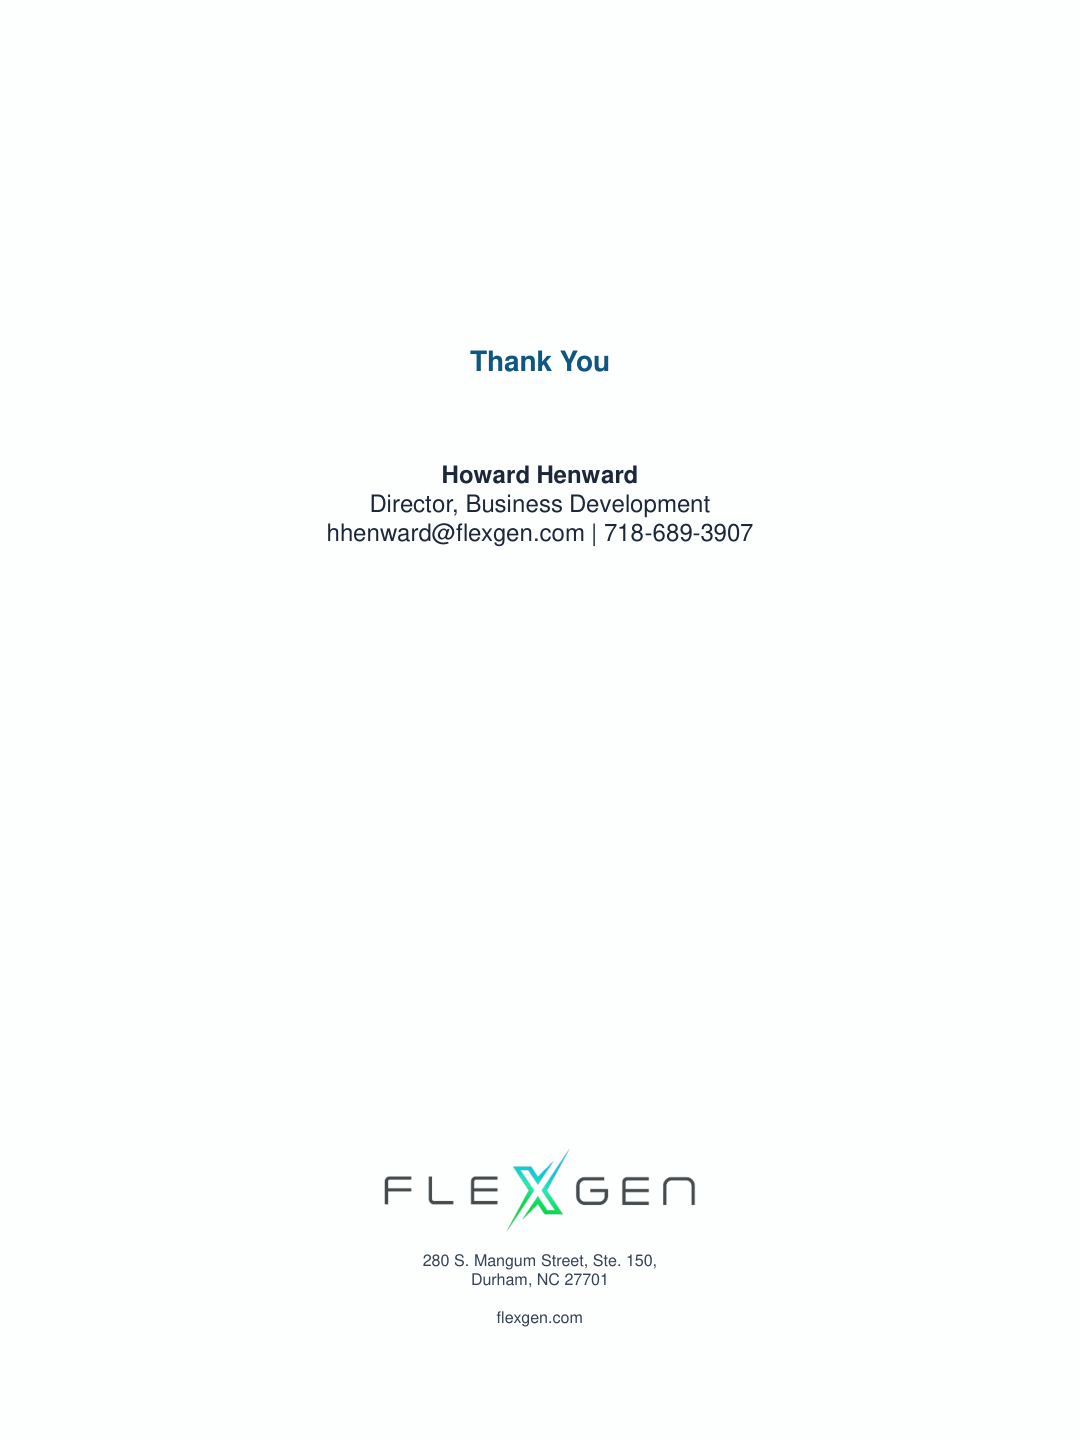 Thank You
Howard Henward
Director, Business Development
hhenward@flexgen.com | 718-689-3907
FLEXGEN
280 S. Mangum Street, Ste. 150,
Durham, NC 27701
flexgen.com